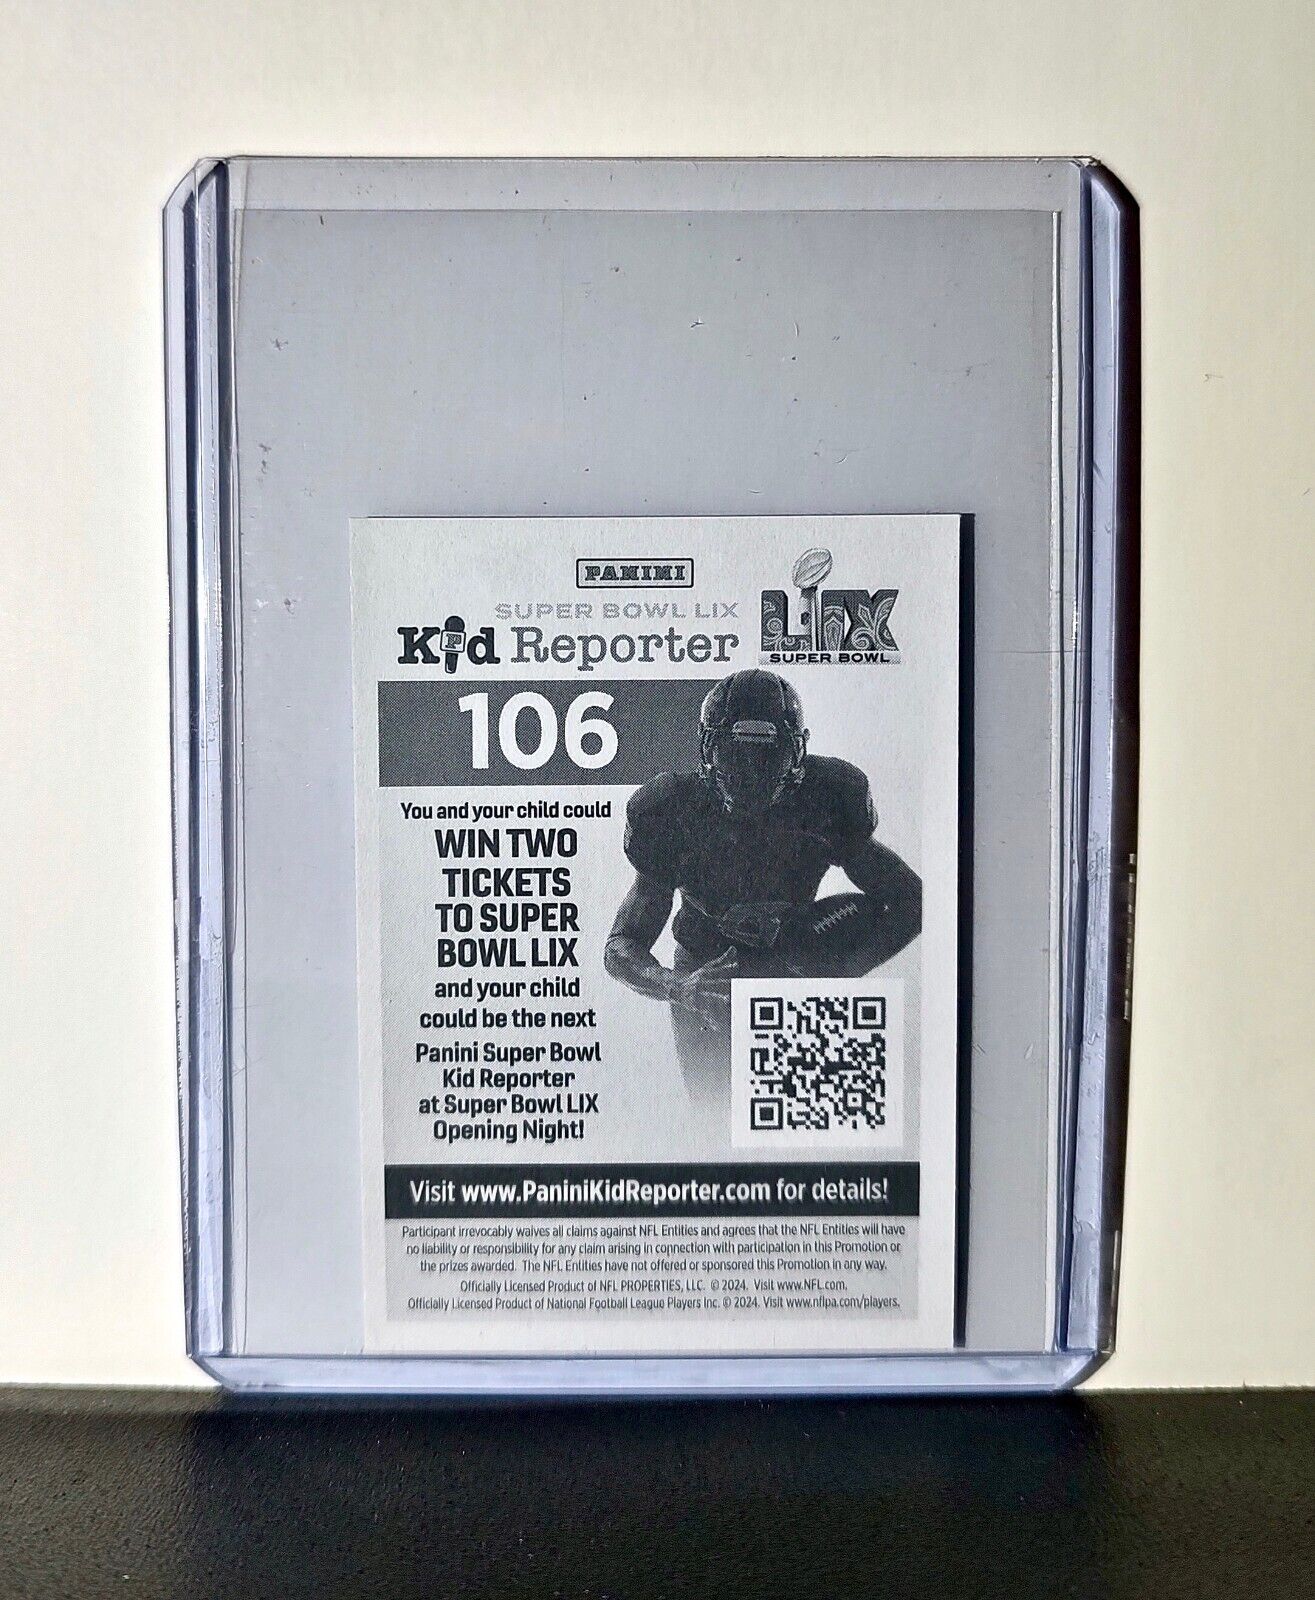 PANINI
SUPER BOWL LIX
Kid Reporter
LIX
SUPER BOWL
106
You and your child could
WIN TWO
TICKETS
TO SUPER
BOWL LIX
and your child
could be the next
Panini Super Bowl
Kid Reporter
at Super Bowl LIX
Opening Night!
Visit www.PaniniKidReporter.com for details!
Participant irrevocably waives all claims against NFL Entities and agrees that the NFL Entities will have
no liability or responsibility for any claim arising in connection with participation in this Promotion or
the prizes awarded. The NFL Entities have not offered or sponsored this Promotion in any way.
Officially Licensed Product of NFL PROPERTIES, LLC. © 2024. Visit www.NFL.com.
Officially Licensed Product of National Football League Players Inc. © 2024. Visit www.nflpa.com/players.